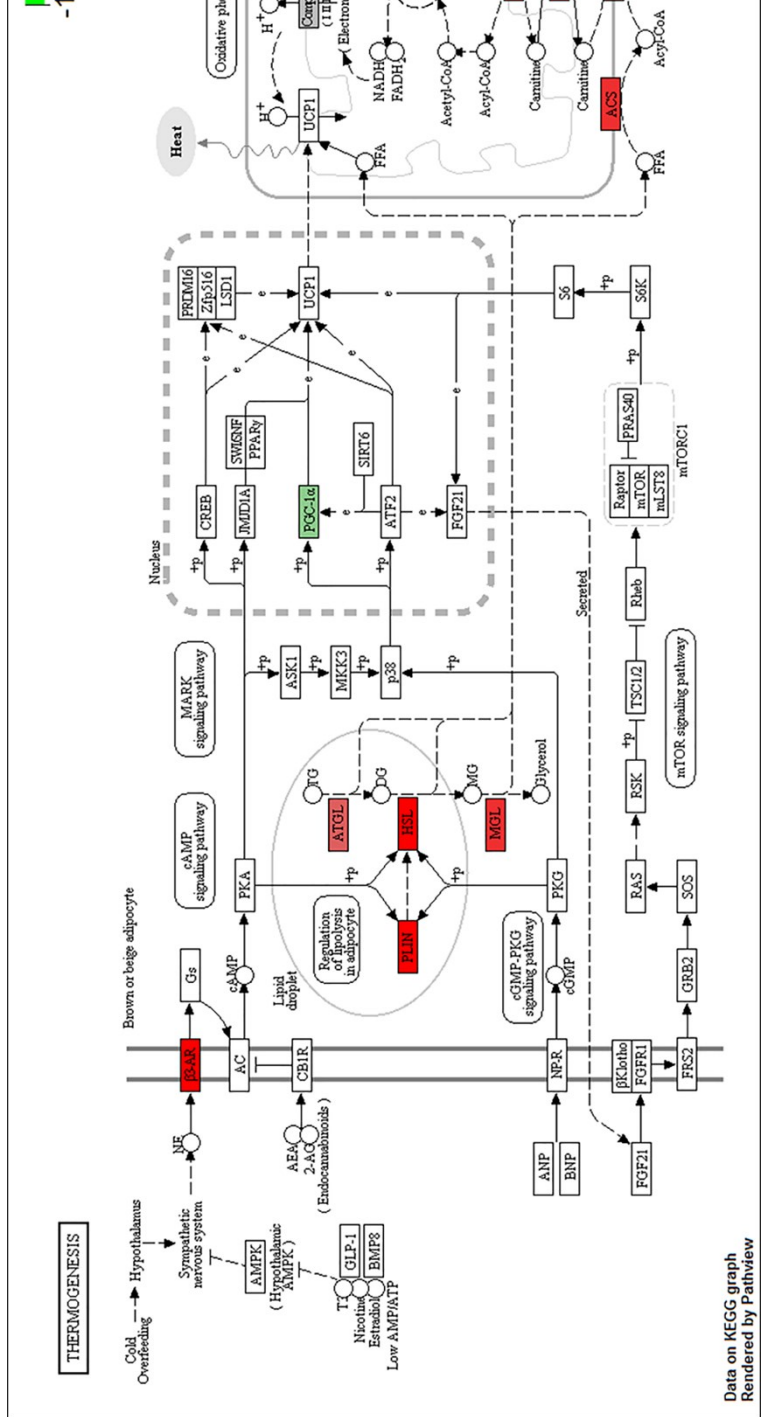 THERMOGENESIS
Cold
Overfeeding
Hypothalamus
Sympathetic
nervous system
AMPK
( Hypothalamic
AMPK )
T3
Nicotine
Estradiol
Low AMP/ATP
GLP-1
BMP8
NE
β3-AR
Gs
AC
cAMP
CB1R
AEA
2-AG
( Endocannabinoids )
Brown or beige adipocyte
cAMP
signaling pathway
MARK
signaling pathway
PKA
+p
+p
ASK1
+p
MKK3
+p
p38
+p
Lipid
droplet
Regulation
of lipolysis
in adipocyte
PLIN
HSL
ATGL
MGL
TG
DG
MG
Glycerol
+p
ANP
BNP
NP-R
cGMP
PKG
cGMP-PKG
signaling pathway
Nucleus
+p
+p
+p
+p
CREB
JMJD1A
SWI/SNF
PPARγ
PGC-1α
SIRT6
ATF2
FGF21
e
e
e
e
e
e
e
e
e
PRDM16
Zfp516
LSD1
UCP1
Secreted
FGF21
βKlotho
FGFR1
FRS2
GRB2
SOS
RAS
RSK
+p
TSC1/2
Rheb
Raptor
mTOR
mLST8
PRAS40
mTORC1
mTOR signaling pathway
+p
S6K
+p
S6
Heat
UCP1
H+
H+
FFA
FFA
Oxidative ph
Com
( Electron
NADH
FADH2
Acetyl-CoA
Acyl-CoA
Carnitine
Carnitine
Acyl-CoA
ACS
-1
Data on KEGG graph
Rendered by Pathview